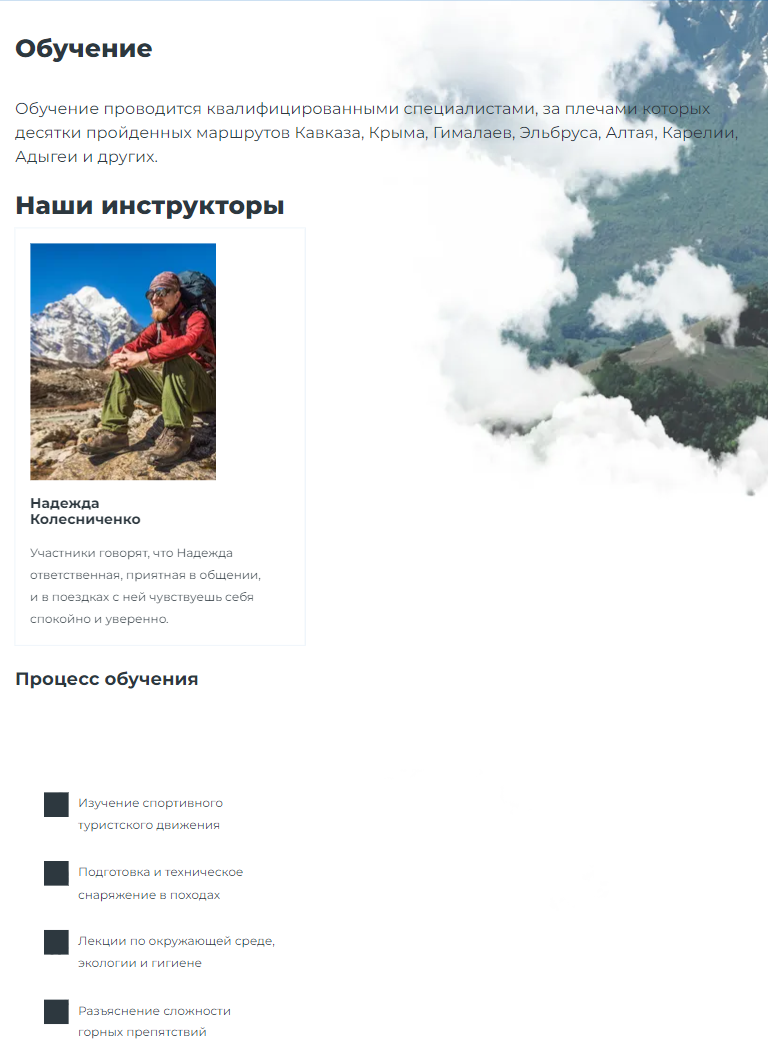 Обучение
Обучение проводится квалифицированными специалистами, за плечами которых
десятки пройденных маршрутов Кавказа, Крыма, Гималаев, Эльбруса, Алтая, Карелии,
Адыгеи и других.
Наши инструкторы
Надежда
Колесниченко
Участники говорят, что Надежда
ответственная, приятная в общении,
и в поездках с ней чувствуешь себя
спокойно и уверенно.
Процесс обучения
Изучение спортивного
туристского движения
Подготовка и техническое
снаряжение в походах
Лекции по окружающей среде,
экологии и гигиене
Разъяснение сложности
горных препятствий